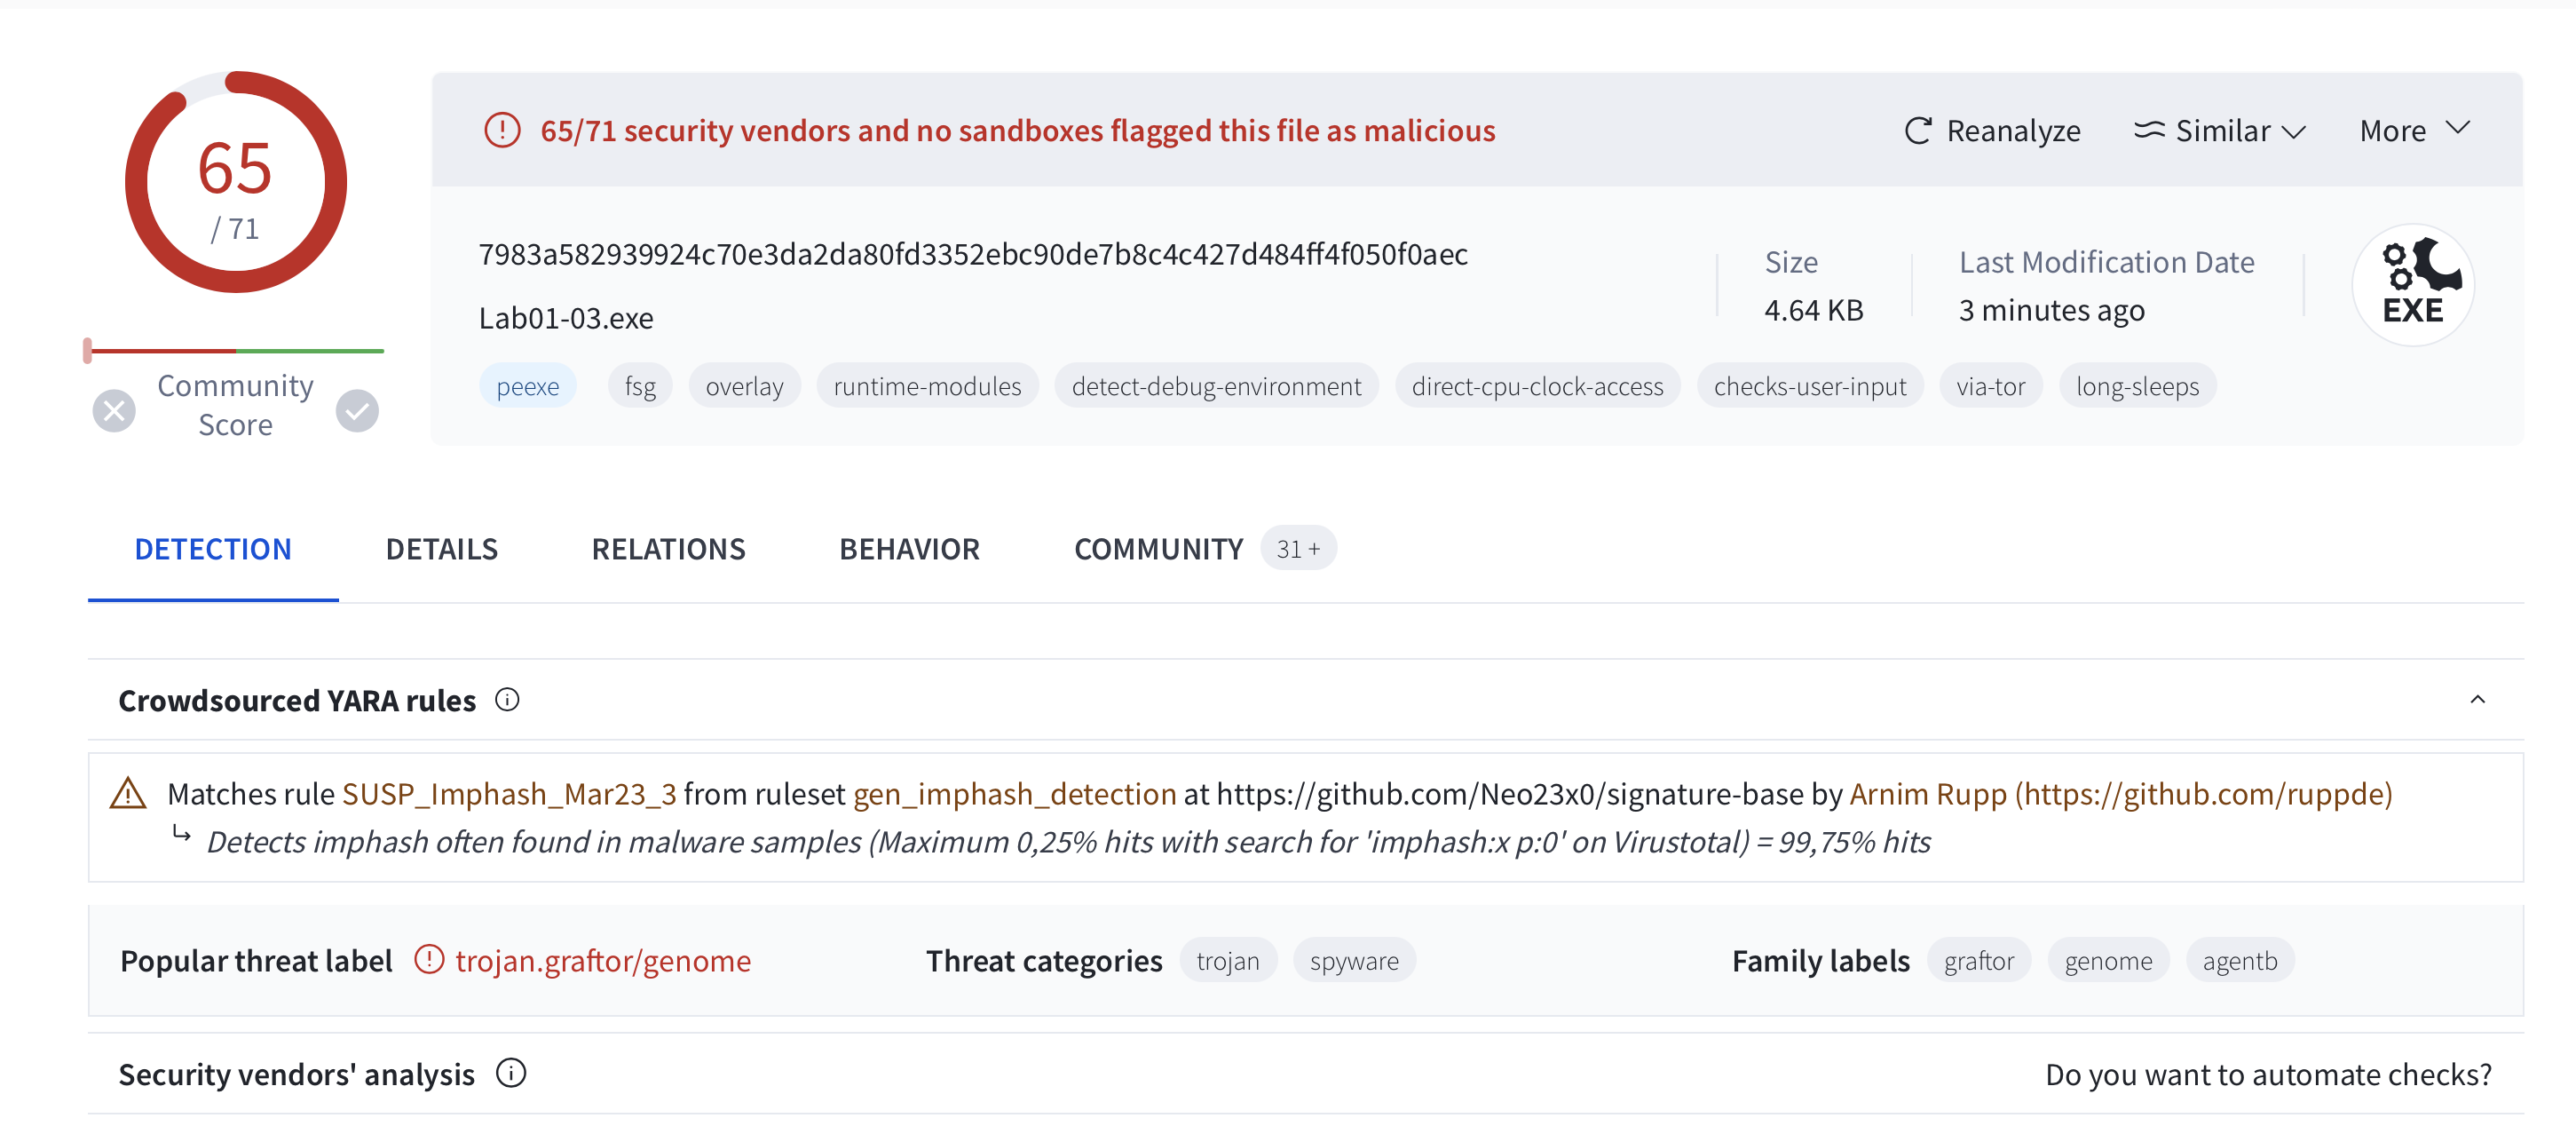 65
/ 71
Community
Score
65/71 security vendors and no sandboxes flagged this file as malicious
Reanalyze Similar More
7983a582939924c70e3da2da80fd3352ebc90de7b8c4c427d484ff4f050f0aec
Lab01-03.exe
Size
4.64 KB
Last Modification Date
3 minutes ago
EXE
peexe fsg overlay runtime-modules detect-debug-environment direct-cpu-clock-access checks-user-input via-tor long-sleeps
DETECTION DETAILS RELATIONS BEHAVIOR COMMUNITY 31 +
Crowdsourced YARA rules
Matches rule SUSP_Imphash_Mar23_3 from ruleset gen_imphash_detection at https://github.com/Neo23x0/signature-base by Arnim Rupp (https://github.com/ruppde)
Detects imphash often found in malware samples (Maximum 0,25% hits with search for 'imphash:x p:0' on Virustotal) = 99,75% hits
Popular threat label trojan.graftor/genome Threat categories trojan spyware Family labels graftor genome agentb
Security vendors' analysis Do you want to automate checks?